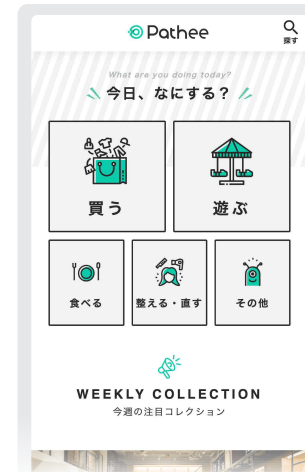 Pathee
探す
What are you doing today?
今日、なにする？
買う
遊ぶ
食べる
整える・直す
その他
WEEKLY COLLECTION
今週の注目コレクション